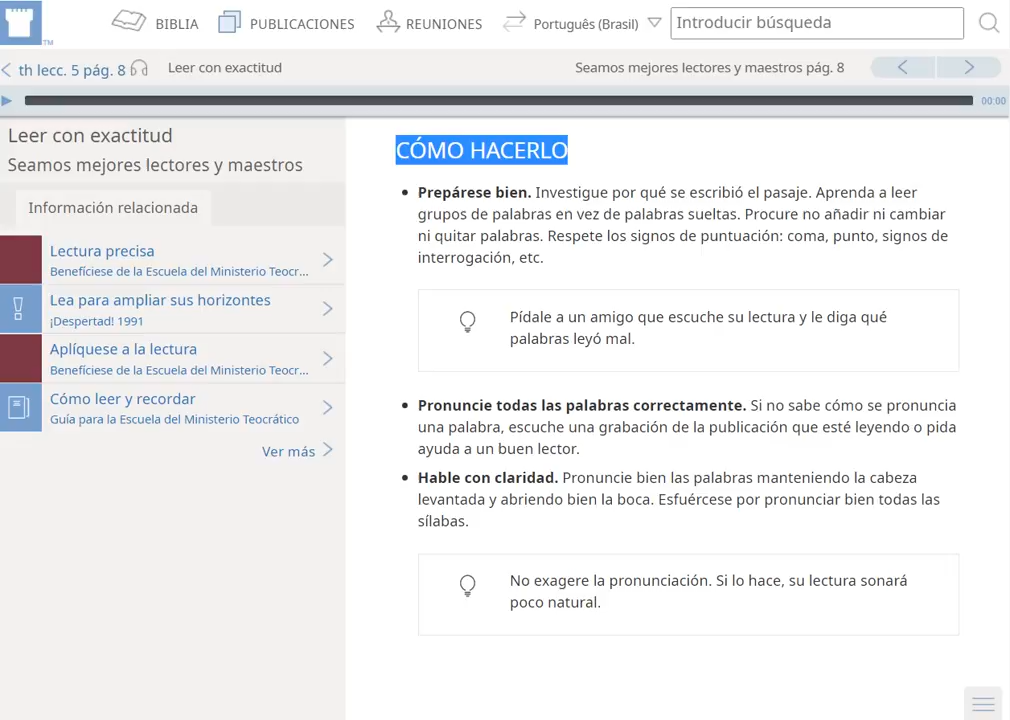 BIBLIA
PUBLICACIONES
REUNIONES
Português (Brasil)
Introducir búsqueda
TM
th lecc. 5 pág. 8
Leer con exactitud
Seamos mejores lectores y maestros pág. 8
00:00
Leer con exactitud
Seamos mejores lectores y maestros
Información relacionada
Lectura precisa
Benefíciese de la Escuela del Ministerio Teocr...
Lea para ampliar sus horizontes
¡Despertad! 1991
Aplíquese a la lectura
Benefíciese de la Escuela del Ministerio Teocr...
Cómo leer y recordar
Guía para la Escuela del Ministerio Teocrático
Ver más
CÓMO HACERLO
• Prepárese bien. Investigue por qué se escribió el pasaje. Aprenda a leer
grupos de palabras en vez de palabras sueltas. Procure no añadir ni cambiar
ni quitar palabras. Respete los signos de puntuación: coma, punto, signos de
interrogación, etc.
Pídale a un amigo que escuche su lectura y le diga qué
palabras leyó mal.
• Pronuncie todas las palabras correctamente. Si no sabe cómo se pronuncia
una palabra, escuche una grabación de la publicación que esté leyendo o pida
ayuda a un buen lector.
• Hable con claridad. Pronuncie bien las palabras manteniendo la cabeza
levantada y abriendo bien la boca. Esfuércese por pronunciar bien todas las
sílabas.
No exagere la pronunciación. Si lo hace, su lectura sonará
poco natural.